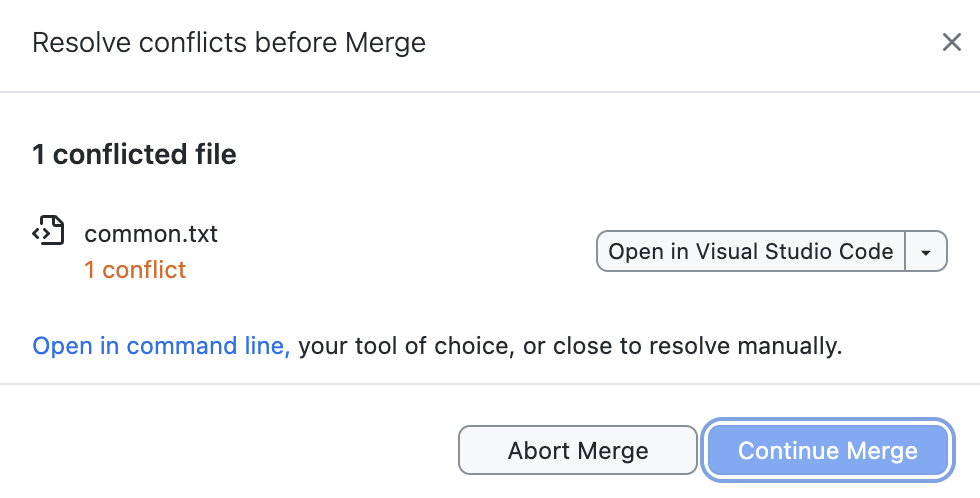 Resolve conflicts before Merge
1 conflicted file
common.txt
1 conflict
Open in Visual Studio Code
Open in command line, your tool of choice, or close to resolve manually.
Abort Merge
Continue Merge